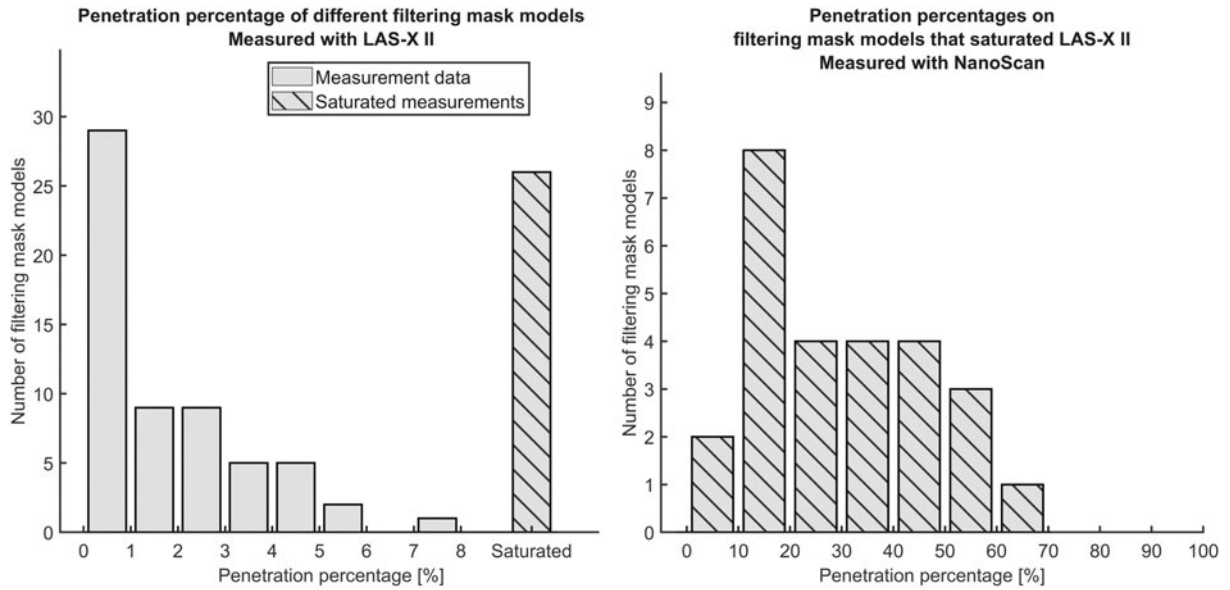 Penetration percentage of different filtering mask models
Measured with LAS-X II
Measurement data
Saturated measurements
Number of filtering mask models
30
25
20
15
10
5
0
0 1 2 3 4 5 6 7 8 Saturated
Penetration percentage [%]
Penetration percentages on
filtering mask models that saturated LAS-X II
Measured with NanoScan
Number of filtering mask models
9
8
7
6
5
4
3
2
1
0
0 10 20 30 40 50 60 70 80 90 100
Penetration percentage [%]